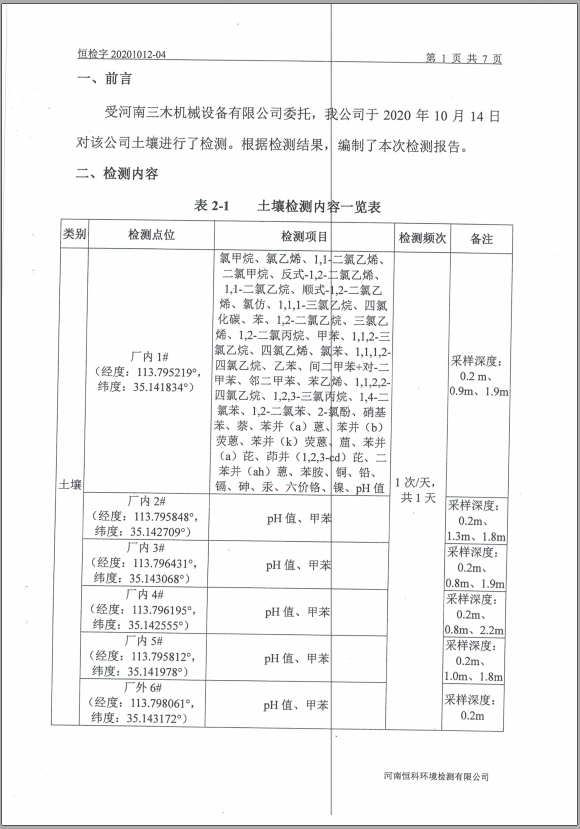 恒检字 20201012-04
第 1 页 共 7 页
一、前言
受河南三木机械设备有限公司委托，我公司于 2020 年 10 月 14 日
对该公司土壤进行了检测。根据检测结果，编制了本次检测报告。
二、检测内容
表 2-1 土壤检测内容一览表
类别 检测点位 检测项目 检测频次 备注
土壤
厂内 1#
（经度：113.795219°，
纬度：35.141834°）
氯甲烷、氯乙烯、1,1-二氯乙烯、
二氯甲烷、反式-1,2-二氯乙烯、
1,1-二氯乙烷、顺式-1,2-二氯乙
烯、氯仿、1,1,1-三氯乙烷、四氯
化碳、苯、1,2-二氯乙烷、三氯乙
烯、1,2-二氯丙烷、甲苯、1,1,2-三
氯乙烷、四氯乙烯、氯苯、1,1,1,2-
四氯乙烷、乙苯、间二甲苯+对-二
甲苯、邻二甲苯、苯乙烯、1,1,2,2-
四氯乙烷、1,2,3-三氯丙烷、1,4-二
氯苯、1,2-二氯苯、2-氯酚、硝基
苯、萘、苯并（a）蒽、苯并（b）
荧蒽、苯并（k）荧蒽、䓛、苯并
（a）芘、茚并（1,2,3-cd）芘、二
苯并（ah）蒽、苯胺、铜、铅、
镉、砷、汞、六价铬、镍、pH 值
1 次/天，
共 1 天
采样深度：
0.2 m、
0.9m、1.9m
厂内 2#
（经度：113.795848°，
纬度：35.142709°）
pH 值、甲苯
采样深度：
0.2m、
1.3m、1.8m
厂内 3#
（经度：113.796431°，
纬度：35.143068°）
pH 值、甲苯
采样深度：
0.2m、
0.8m、1.9m
厂内 4#
（经度：113.796195°，
纬度：35.142555°）
pH 值、甲苯
采样深度：
0.2m、
0.8m、2.2m
厂内 5#
（经度：113.795812°，
纬度：35.141978°）
pH 值、甲苯
采样深度：
0.2m、
1.0m、1.8m
厂外 6#
（经度：113.798061°，
纬度：35.143172°）
pH 值、甲苯
采样深度：
0.2m
河南恒科环境检测有限公司